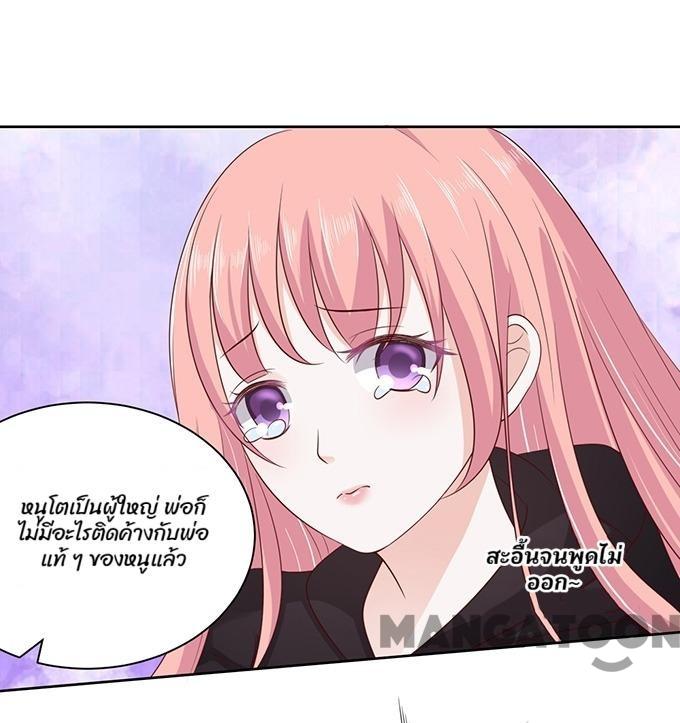 หนูโตเป็นผู้ใหญ่ พ่อก็
ไม่มีอะไรติดค้างกับพ่อ
แท้ ๆ ของหนูแล้ว
สะอื้นจนพูดไม่
ออก~
MANGATOON